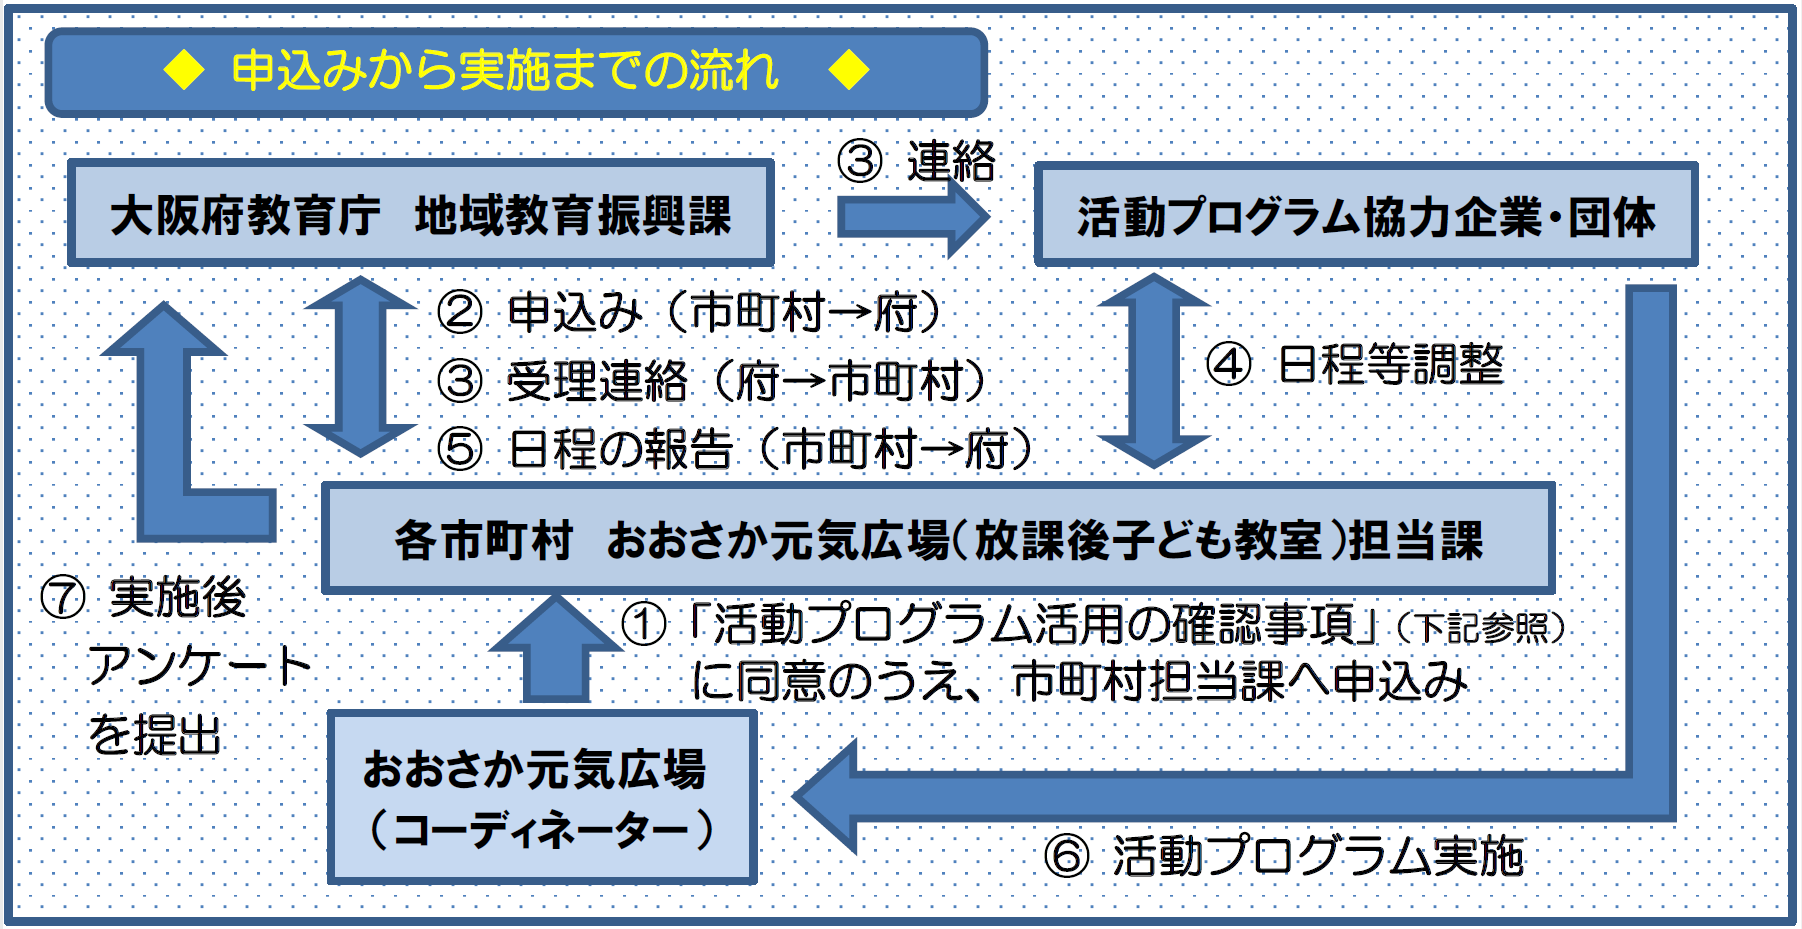 ◆ 申込みから実施までの流れ ◆
③ 連絡
大阪府教育庁 地域教育振興課
活動プログラム協力企業・団体
② 申込み（市町村→府）
③ 受理連絡（府→市町村）
⑤ 日程の報告（市町村→府）
④ 日程等調整
各市町村 おおさか元気広場（放課後子ども教室）担当課
⑦ 実施後
アンケート
を提出
① 「活動プログラム活用の確認事項」（下記参照）
に同意のうえ、市町村担当課へ申込み
おおさか元気広場
（コーディネーター）
⑥ 活動プログラム実施